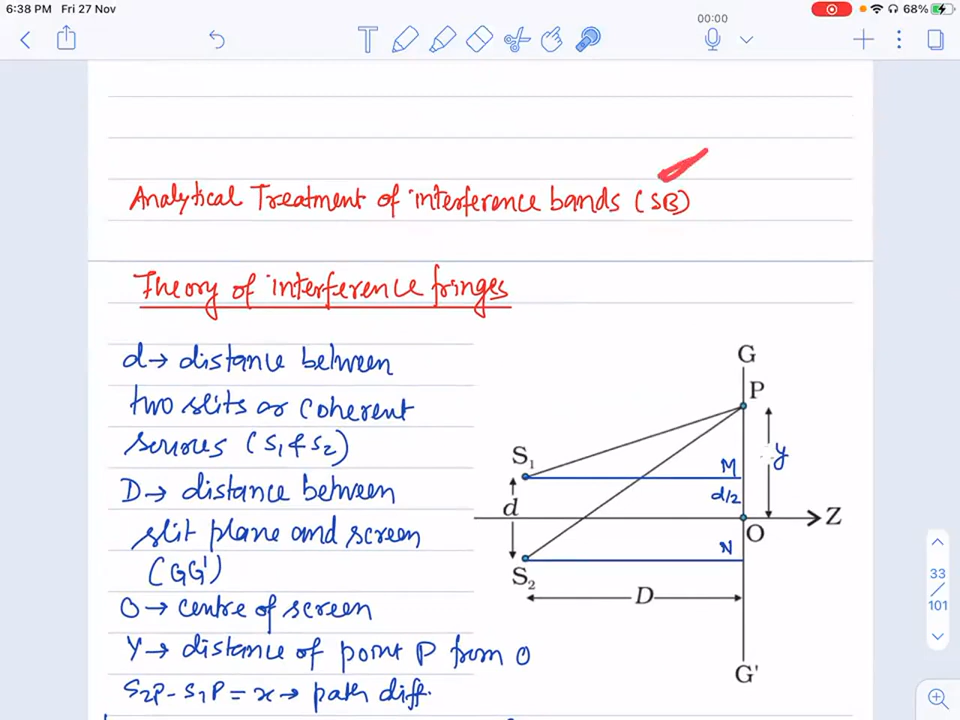 6:38 PM Fri 27 Nov
68%
00:00
T
Analytical Treatment of interference bands (SB)
Theory of interference fringes
d→ distance between
two slits or coherent
sources (S1 & S2)
D→ distance between
slit plane and screen
(GG')
O→ centre of screen
Y→ distance of point P from O
S2P-S1P = x→ path diff.
G
P
S1
M
y
d/2
d
Z
O
N
S2
D
G'
33
/
101